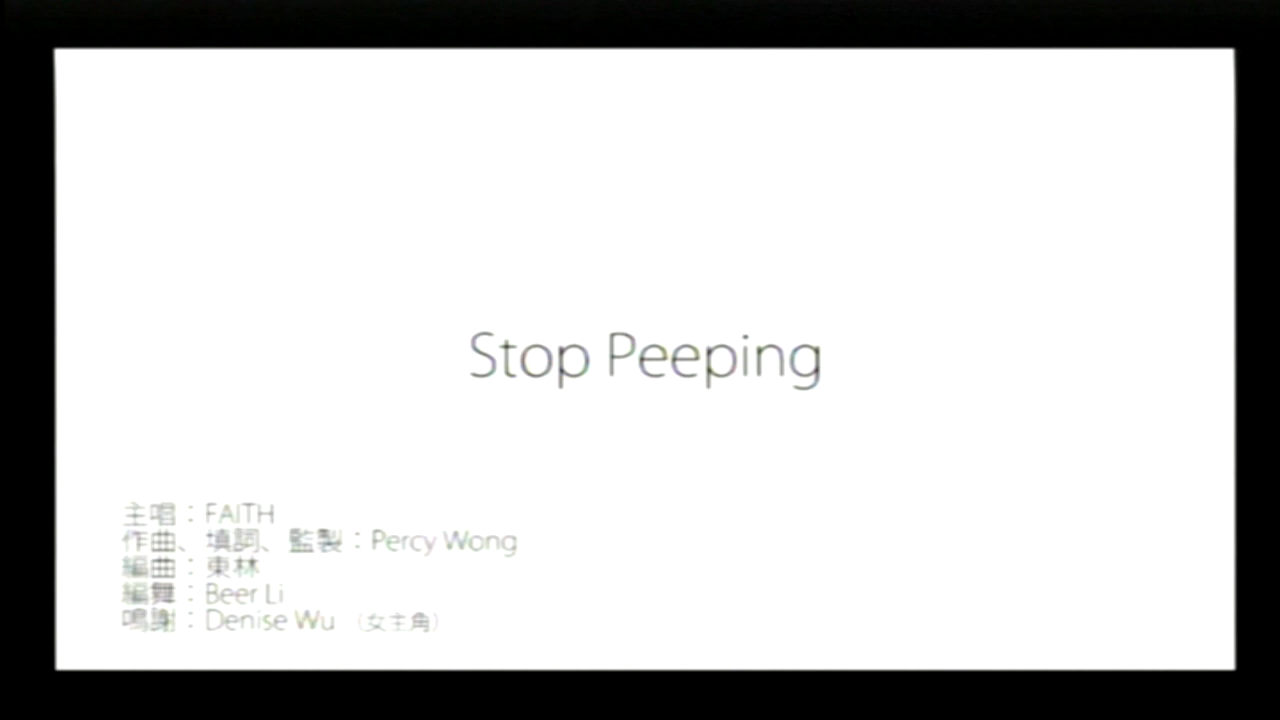 Stop Peeping
主唱：FAITH
作曲、填詞、監製：Percy Wong
編曲：東林
編舞：Beer Li
鳴謝：Denise Wu （女主角）